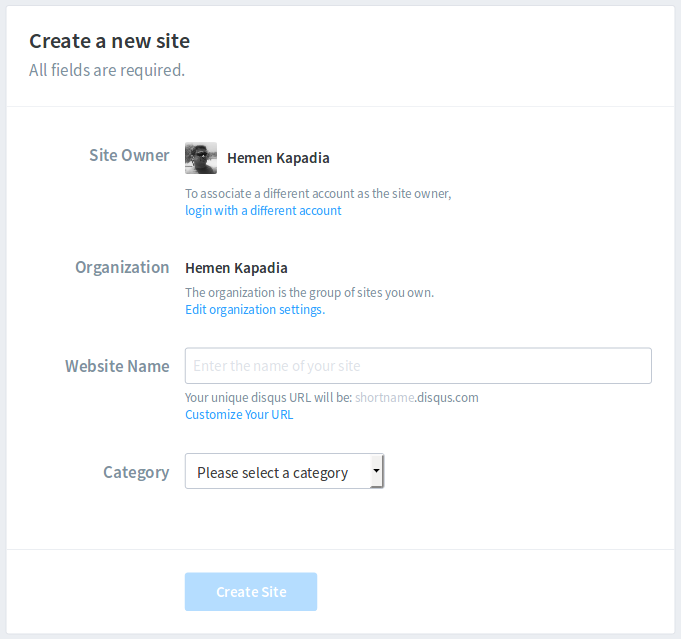 Create a new site
All fields are required.
Site Owner
Hemen Kapadia
To associate a different account as the site owner,
login with a different account
Organization
Hemen Kapadia
The organization is the group of sites you own.
Edit organization settings.
Website Name
Enter the name of your site
Your unique disqus URL will be: shortname.disqus.com
Customize Your URL
Category
Please select a category
Create Site